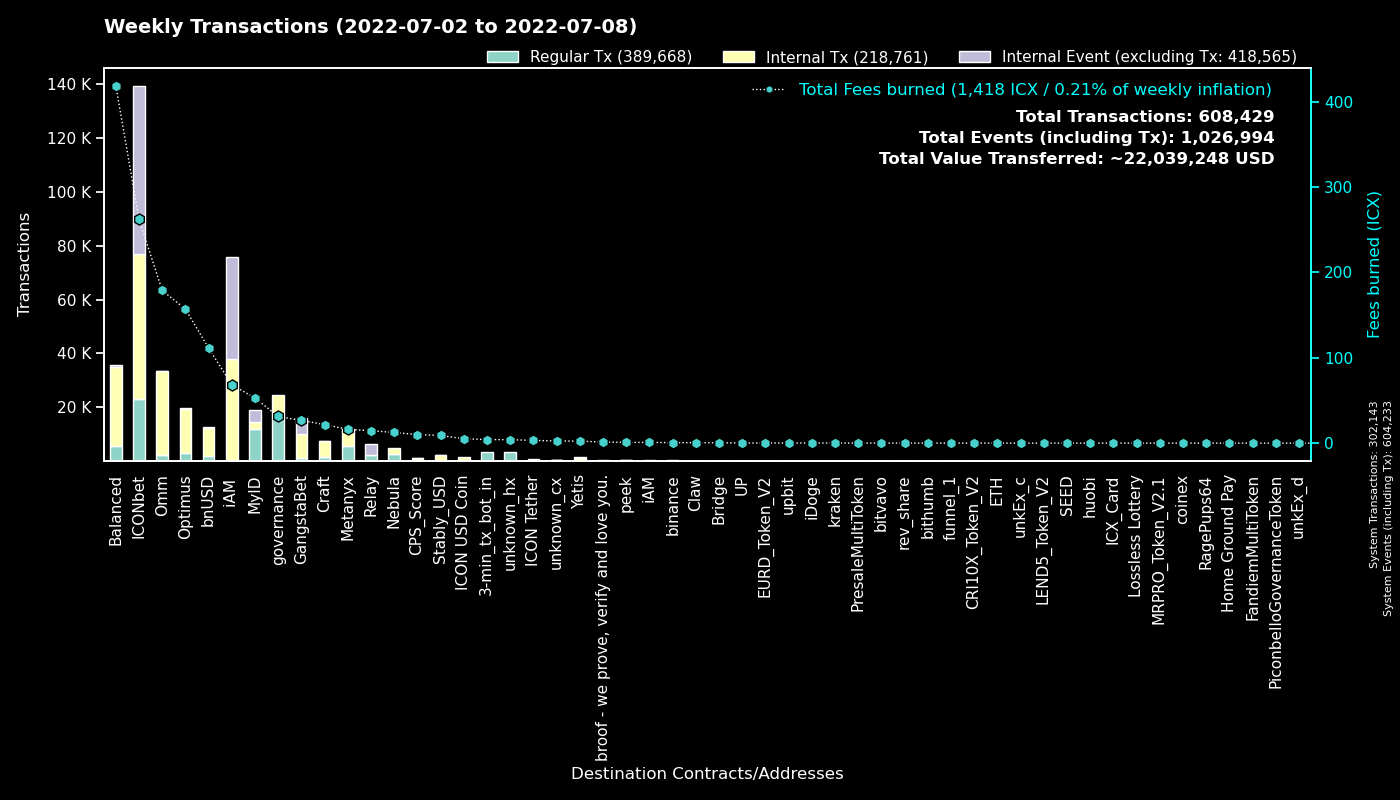 Weekly Transactions (2022-07-02 to 2022-07-08)
Regular Tx (389,668)
Internal Tx (218,761)
Internal Event (excluding Tx: 418,565)
Total Fees burned (1,418 ICX / 0.21% of weekly inflation)
Total Transactions: 608,429
Total Events (including Tx): 1,026,994
Total Value Transferred: ~22,039,248 USD
Transactions
140 K
120 K
100 K
80 K
60 K
40 K
20 K
400
300
200
100
0
Fees burned (ICX)
System Transactions: 302,143
System Events (including Tx): 604,233
Balanced
ICONbet
Omm
Optimus
bnUSD
iAM
MyID
governance
GangstaBet
Craft
Metanyx
Relay
Nebula
CPS_Score
Stably_USD
ICON USD Coin
3-min_tx_bot_in
unknown_hx
ICON Tether
unknown_cx
Yetis
broof - we prove, verify and love you.
peek
iAM
binance
Claw
Bridge
UP
EURD_Token_V2
upbit
iDoge
kraken
PresaleMultiToken
bitvavo
rev_share
bithumb
funnel_1
CRI10X_Token_V2
ETH
unkEx_c
LEND5_Token_V2
SEED
huobi
ICX_Card
Lossless Lottery
MRPRO_Token_V2.1
coinex
RagePups64
Home Ground Pay
FandiemMultiToken
PiconbelloGovernanceToken
unkEx_d
Destination Contracts/Addresses